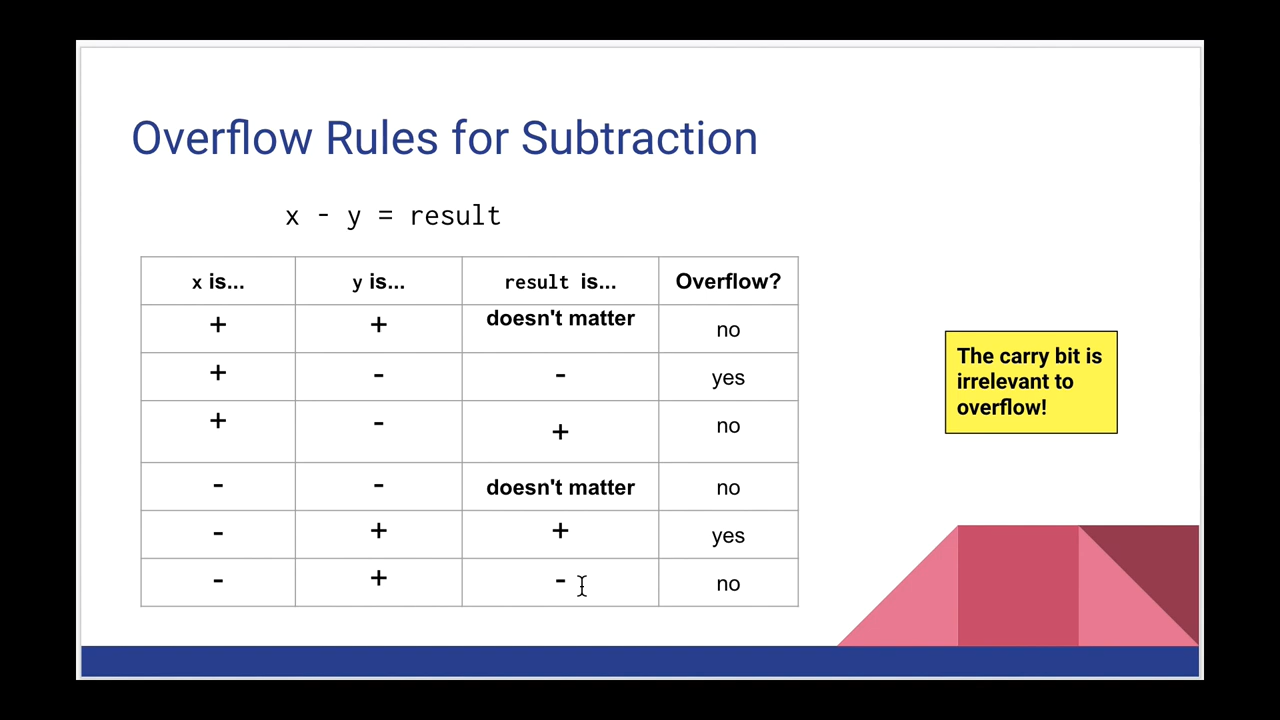 Overflow Rules for Subtraction
x - y = result
x is... y is... result is... Overflow?
+ + doesn't matter no
+ - - yes
+ - + no
- - doesn't matter no
- + + yes
- + - no
The carry bit is
irrelevant to
overflow!